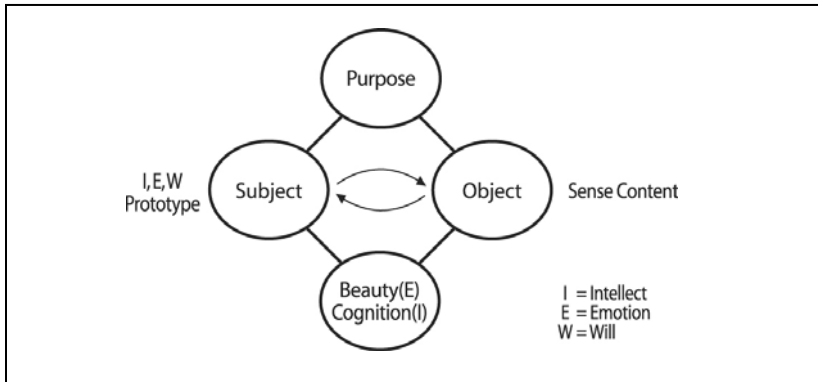 Purpose
I,E,W
Prototype
Subject
Object
Sense Content
Beauty(E)
Cognition(I)
I = Intellect
E = Emotion
W = Will